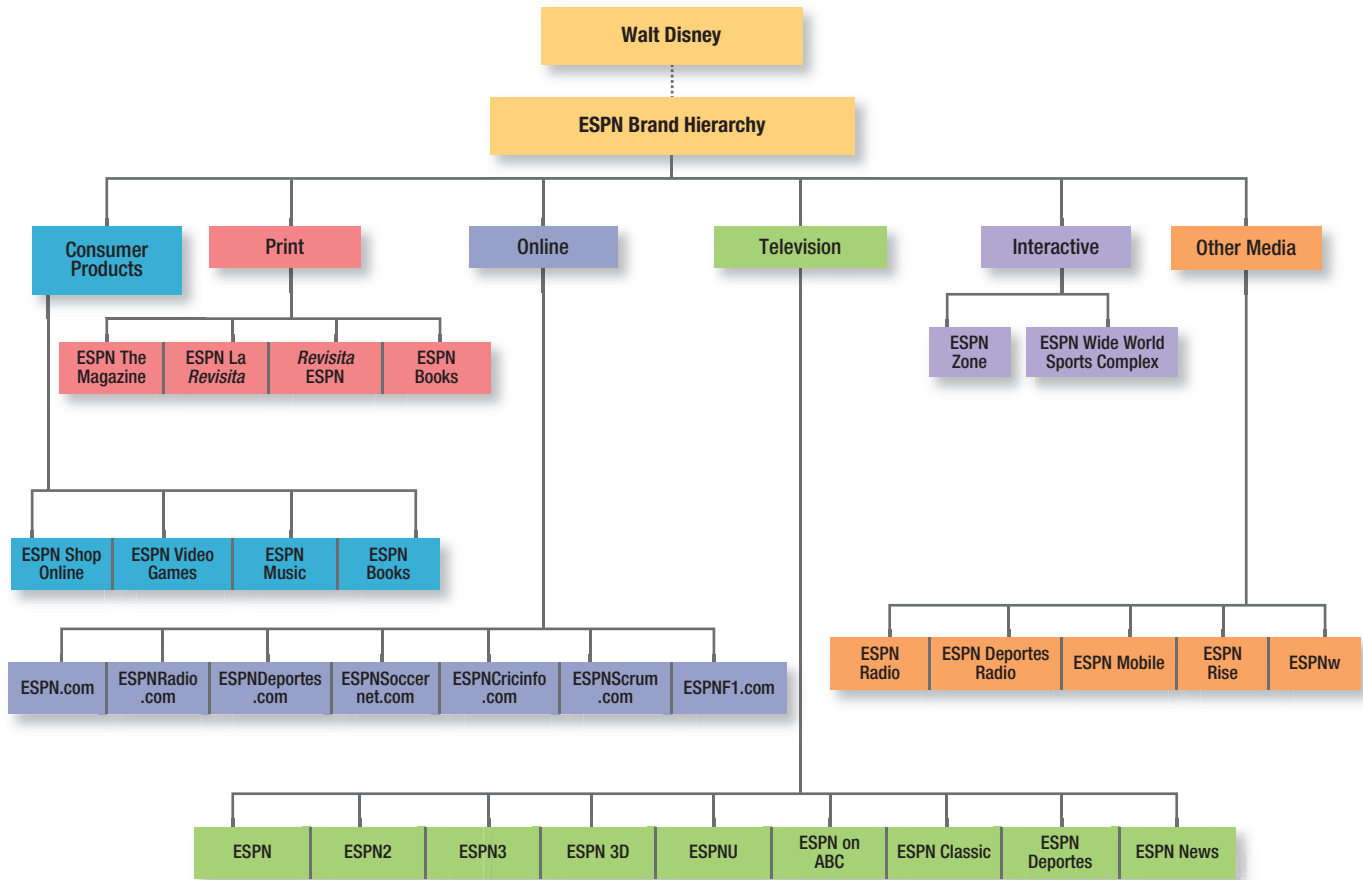 Walt Disney
ESPN Brand Hierarchy
Consumer
Products
Print
Online
Television
Interactive
Other Media
ESPN The
Magazine
ESPN La
Revisita
Revisita
ESPN
ESPN
Books
ESPN
Zone
ESPN Wide World
Sports Complex
ESPN Shop
Online
ESPN Video
Games
ESPN
Music
ESPN
Books
ESPN.com
ESPNRadio
.com
ESPNDeportes
.com
ESPNSoccer
net.com
ESPNCricinfo
.com
ESPNScrum
.com
ESPNF1.com
ESPN
Radio
ESPN Deportes
Radio
ESPN Mobile
ESPN
Rise
ESPNw
ESPN
ESPN2
ESPN3
ESPN 3D
ESPNU
ESPN on
ABC
ESPN Classic
ESPN
Deportes
ESPN News